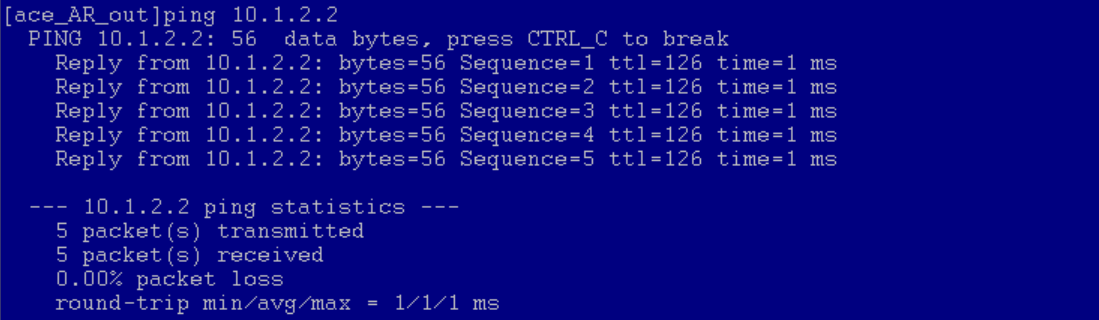 [ace_AR_out]ping 10.1.2.2
PING 10.1.2.2: 56  data bytes, press CTRL_C to break
Reply from 10.1.2.2: bytes=56 Sequence=1 ttl=126 time=1 ms
Reply from 10.1.2.2: bytes=56 Sequence=2 ttl=126 time=1 ms
Reply from 10.1.2.2: bytes=56 Sequence=3 ttl=126 time=1 ms
Reply from 10.1.2.2: bytes=56 Sequence=4 ttl=126 time=1 ms
Reply from 10.1.2.2: bytes=56 Sequence=5 ttl=126 time=1 ms
--- 10.1.2.2 ping statistics ---
5 packet(s) transmitted
5 packet(s) received
0.00% packet loss
round-trip min/avg/max = 1/1/1 ms